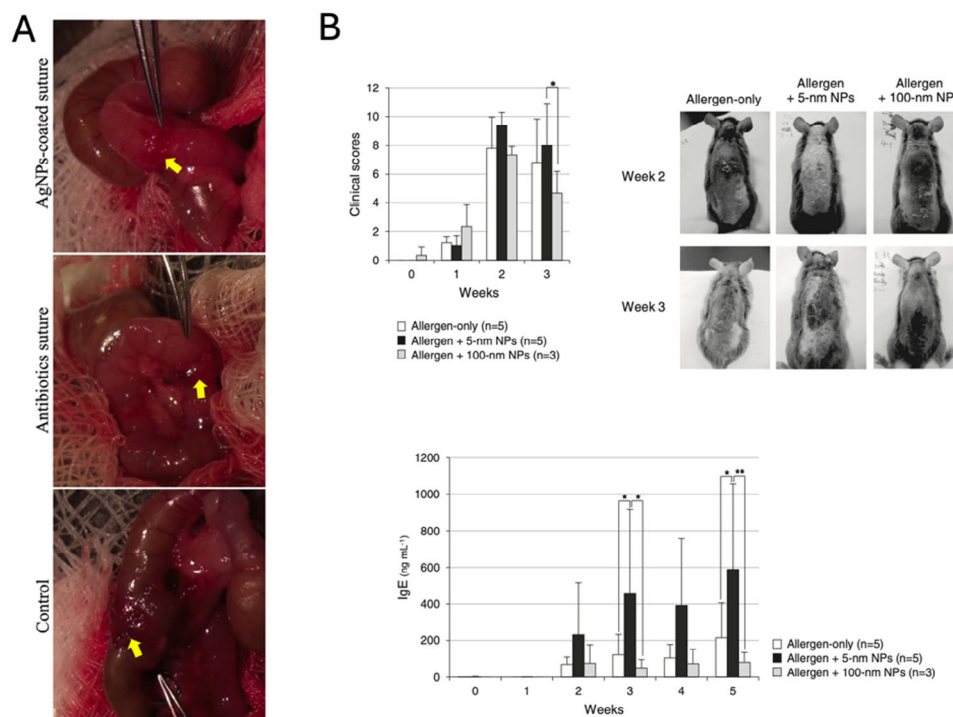 A
AgNPs-coated suture
Antibiotics suture
Control
B
Clinical scores
12
10
8
6
4
2
0
*
0 1 2 3
Weeks
Allergen-only (n=5)
Allergen + 5-nm NPs (n=5)
Allergen + 100-nm NPs (n=3)
Allergen-only
Allergen
+ 5-nm NPs
Allergen
+ 100-nm NP
Week 2
Week 3
IgE (ng mL-1)
1200
1000
800
600
400
200
0
* *
* **
0 1 2 3 4 5
Weeks
Allergen-only (n=5)
Allergen + 5-nm NPs (n=5)
Allergen + 100-nm NPs (n=3)